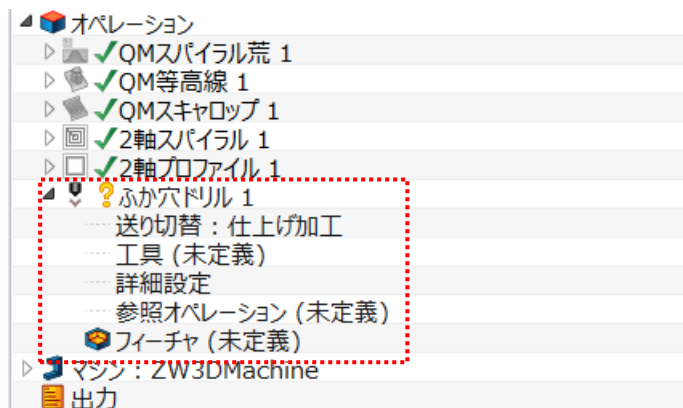 オペレーション
QMスパイラル荒 1
QM等高線 1
QMスキャロップ 1
2軸スパイラル 1
2軸プロファイル 1
ふか穴ドリル 1
送り切替：仕上げ加工
工具 (未定義)
詳細設定
参照オペレーション (未定義)
フィーチャ (未定義)
マシン : ZW3DMachine
出力